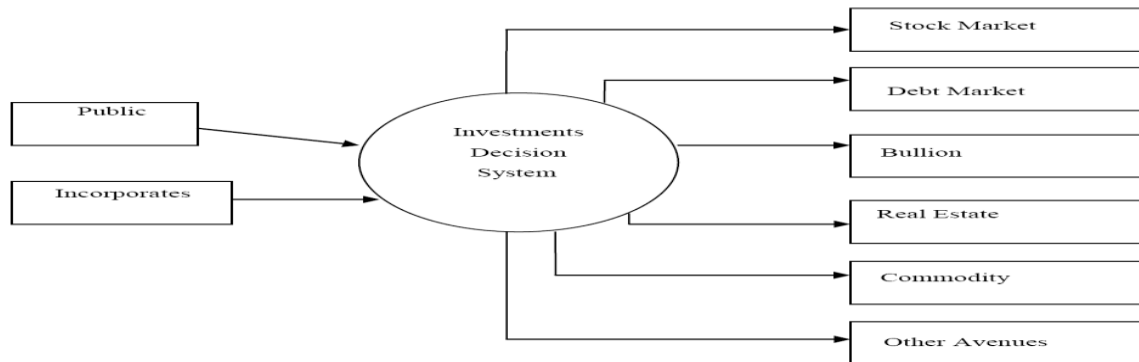 Public
Incorporates
Investments
Decision
System
Stock Market
Debt Market
Bullion
Real Estate
Commodity
Other Avenues